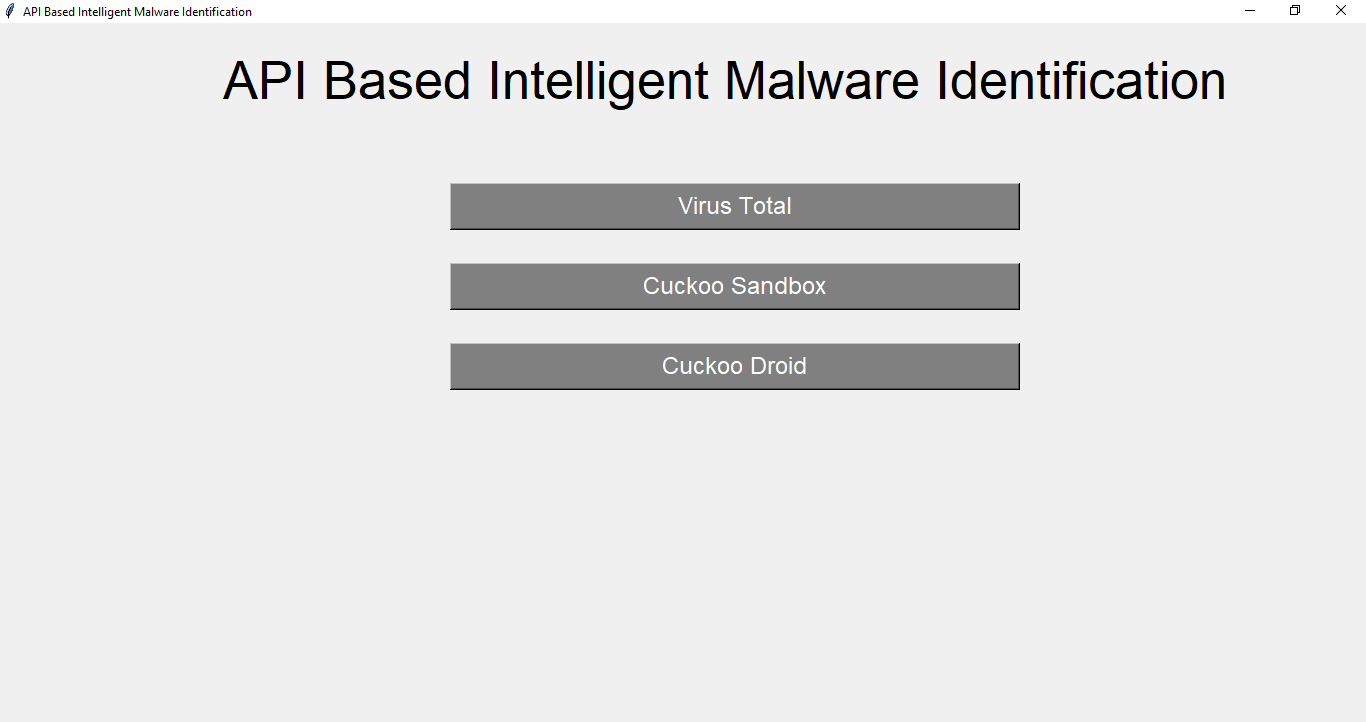 API Based Intelligent Malware Identification
API Based Intelligent Malware Identification
Virus Total
Cuckoo Sandbox
Cuckoo Droid